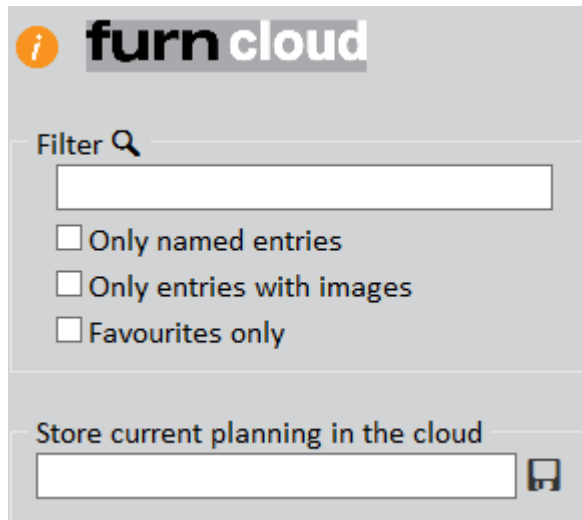 i furn cloud
Filter
Only named entries
Only entries with images
Favourites only
Store current planning in the cloud